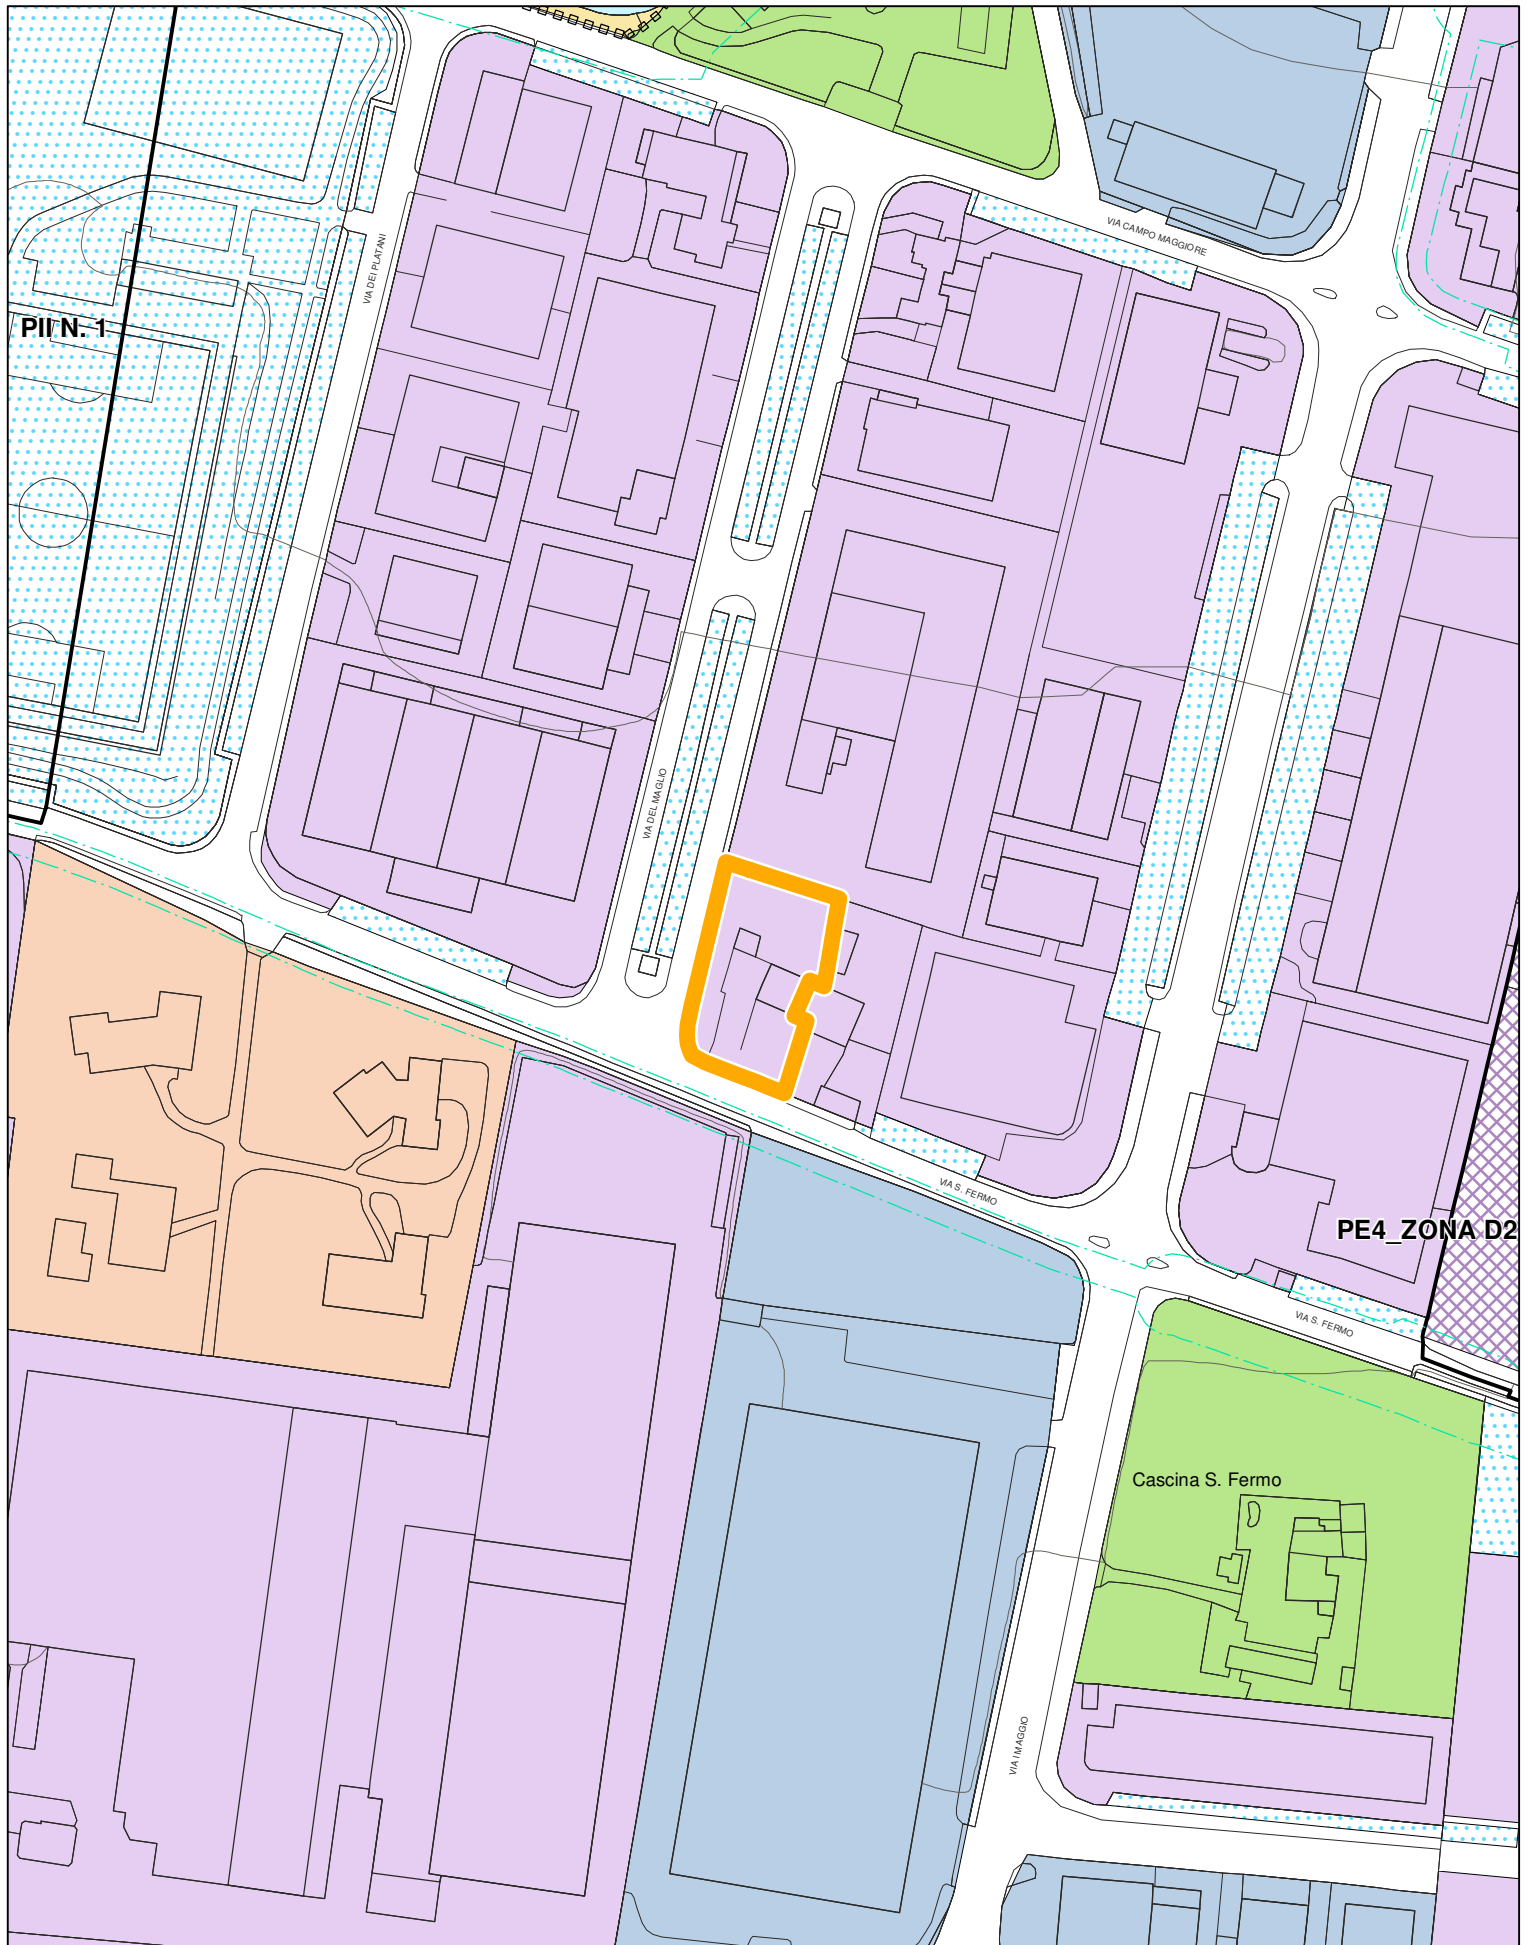 VIA CAMPO MAGGIORE
VIA DEI PLATANI
PII N. 1
VIA DEL MAGLIO
VIA S. FERMO
PE4_ZONA D2
VIA S. FERMO
Cascina S. Fermo
VIA I MAGGIO